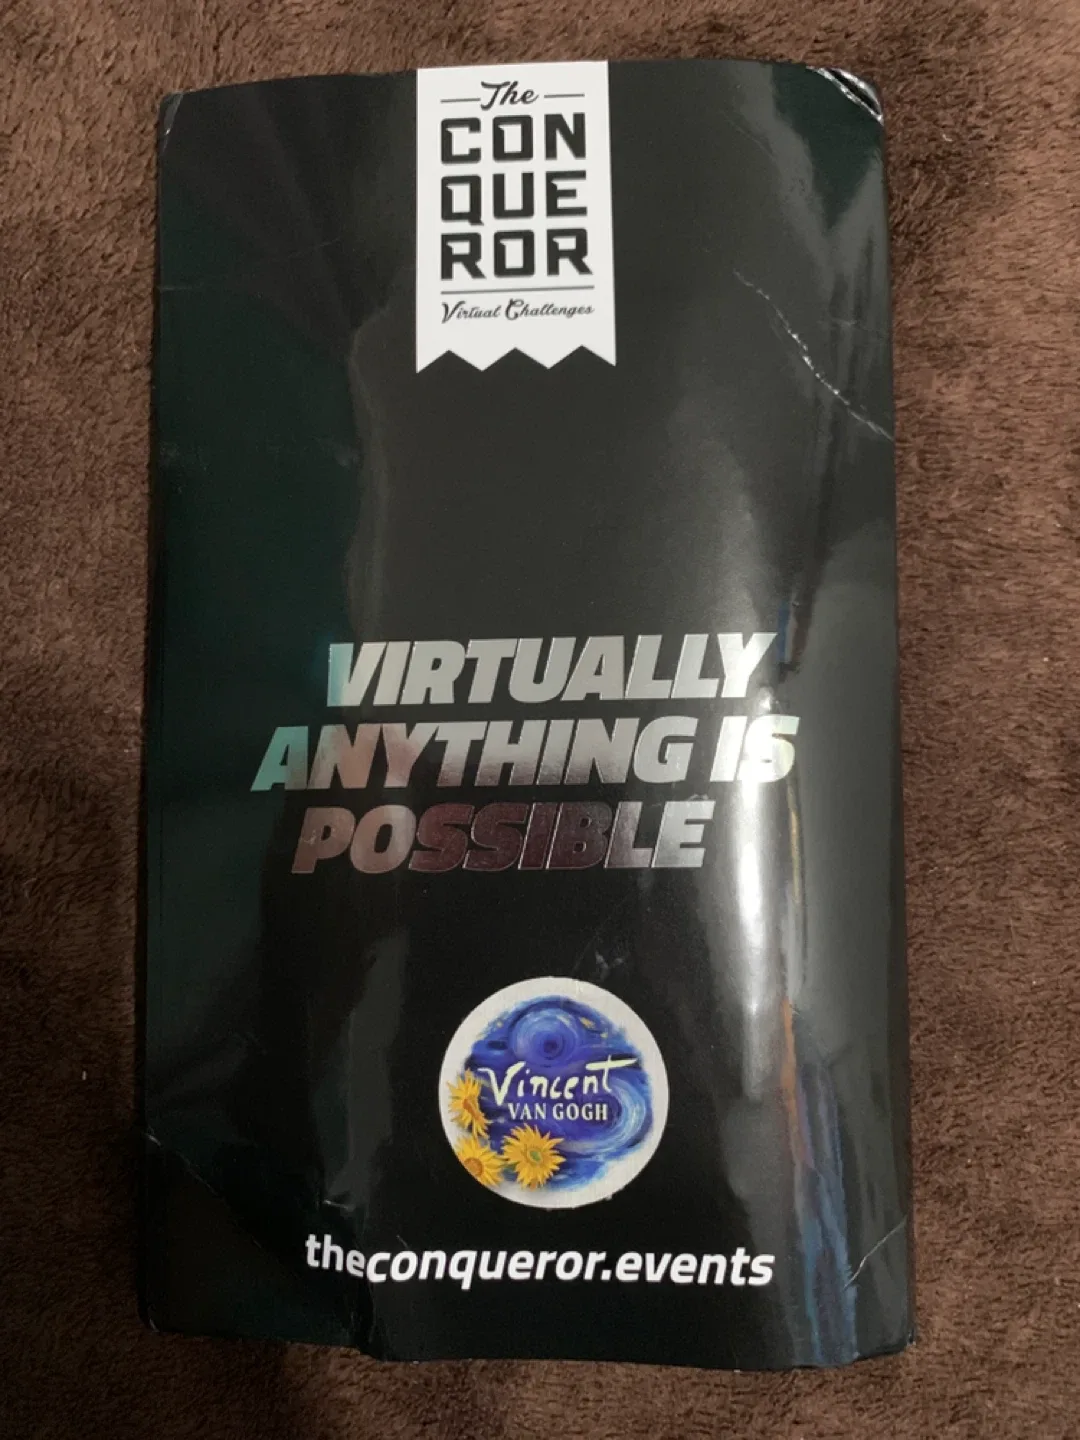 The
CON
QUE
ROR
Virtual Challenges
VIRTUALLY
ANYTHING IS
POSSIBLE
Vincent
VAN GOGH
theconqueror.events